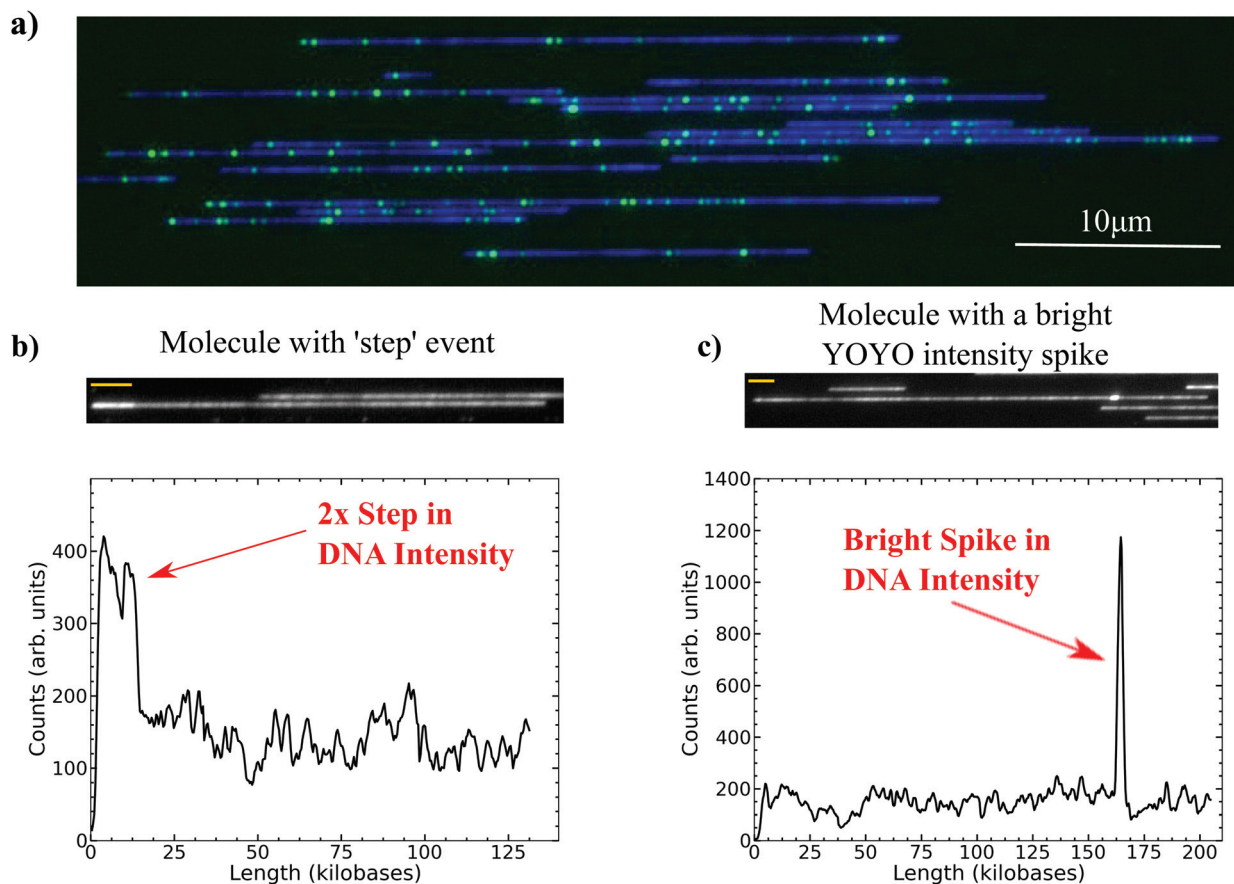 a)
10μm
b)
Molecule with 'step' event
2x Step in
DNA Intensity
Counts (arb. units)
400
300
200
100
0
0
25
50
75
100
125
Length (kilobases)
c)
Molecule with a bright
YOYO intensity spike
Bright Spike in
DNA Intensity
Counts (arb. units)
1400
1200
1000
800
600
400
200
0
0
25
50
75
100
125
150
175
200
Length (kilobases)